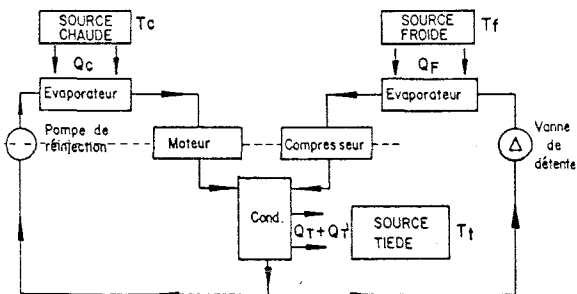 SOURCE
CHAUDE
Tc
SOURCE
FROIDE
Tf
Qc
QF
Evaporateur
Evaporateur
Pompe de
réinjection
Moteur
Compresseur
Δ
Vanne
de
détente
Cond.
QT + QT'
SOURCE
TIEDE
Tt